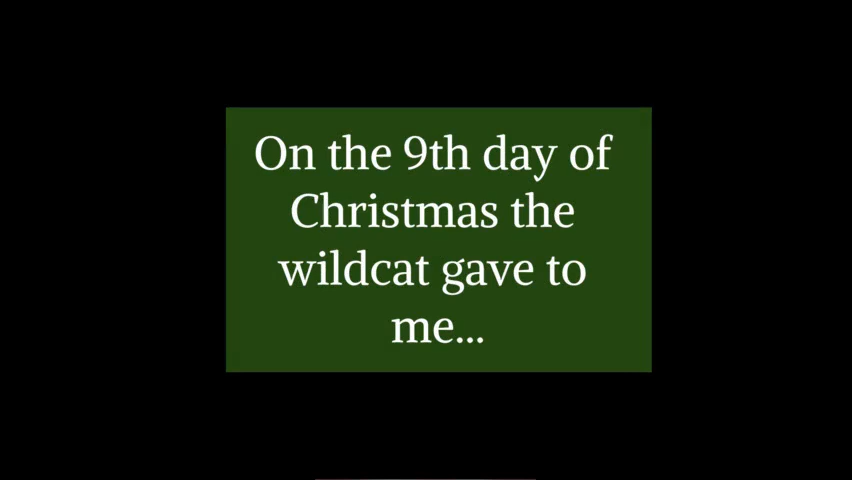 On the 9th day of
Christmas the
wildcat gave to
me...